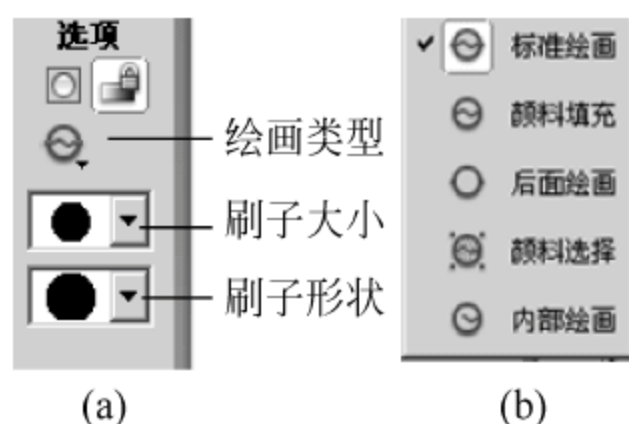 选项
绘画类型
刷子大小
刷子形状
(a)
标准绘画
颜料填充
后面绘画
颜料选择
内部绘画
(b)